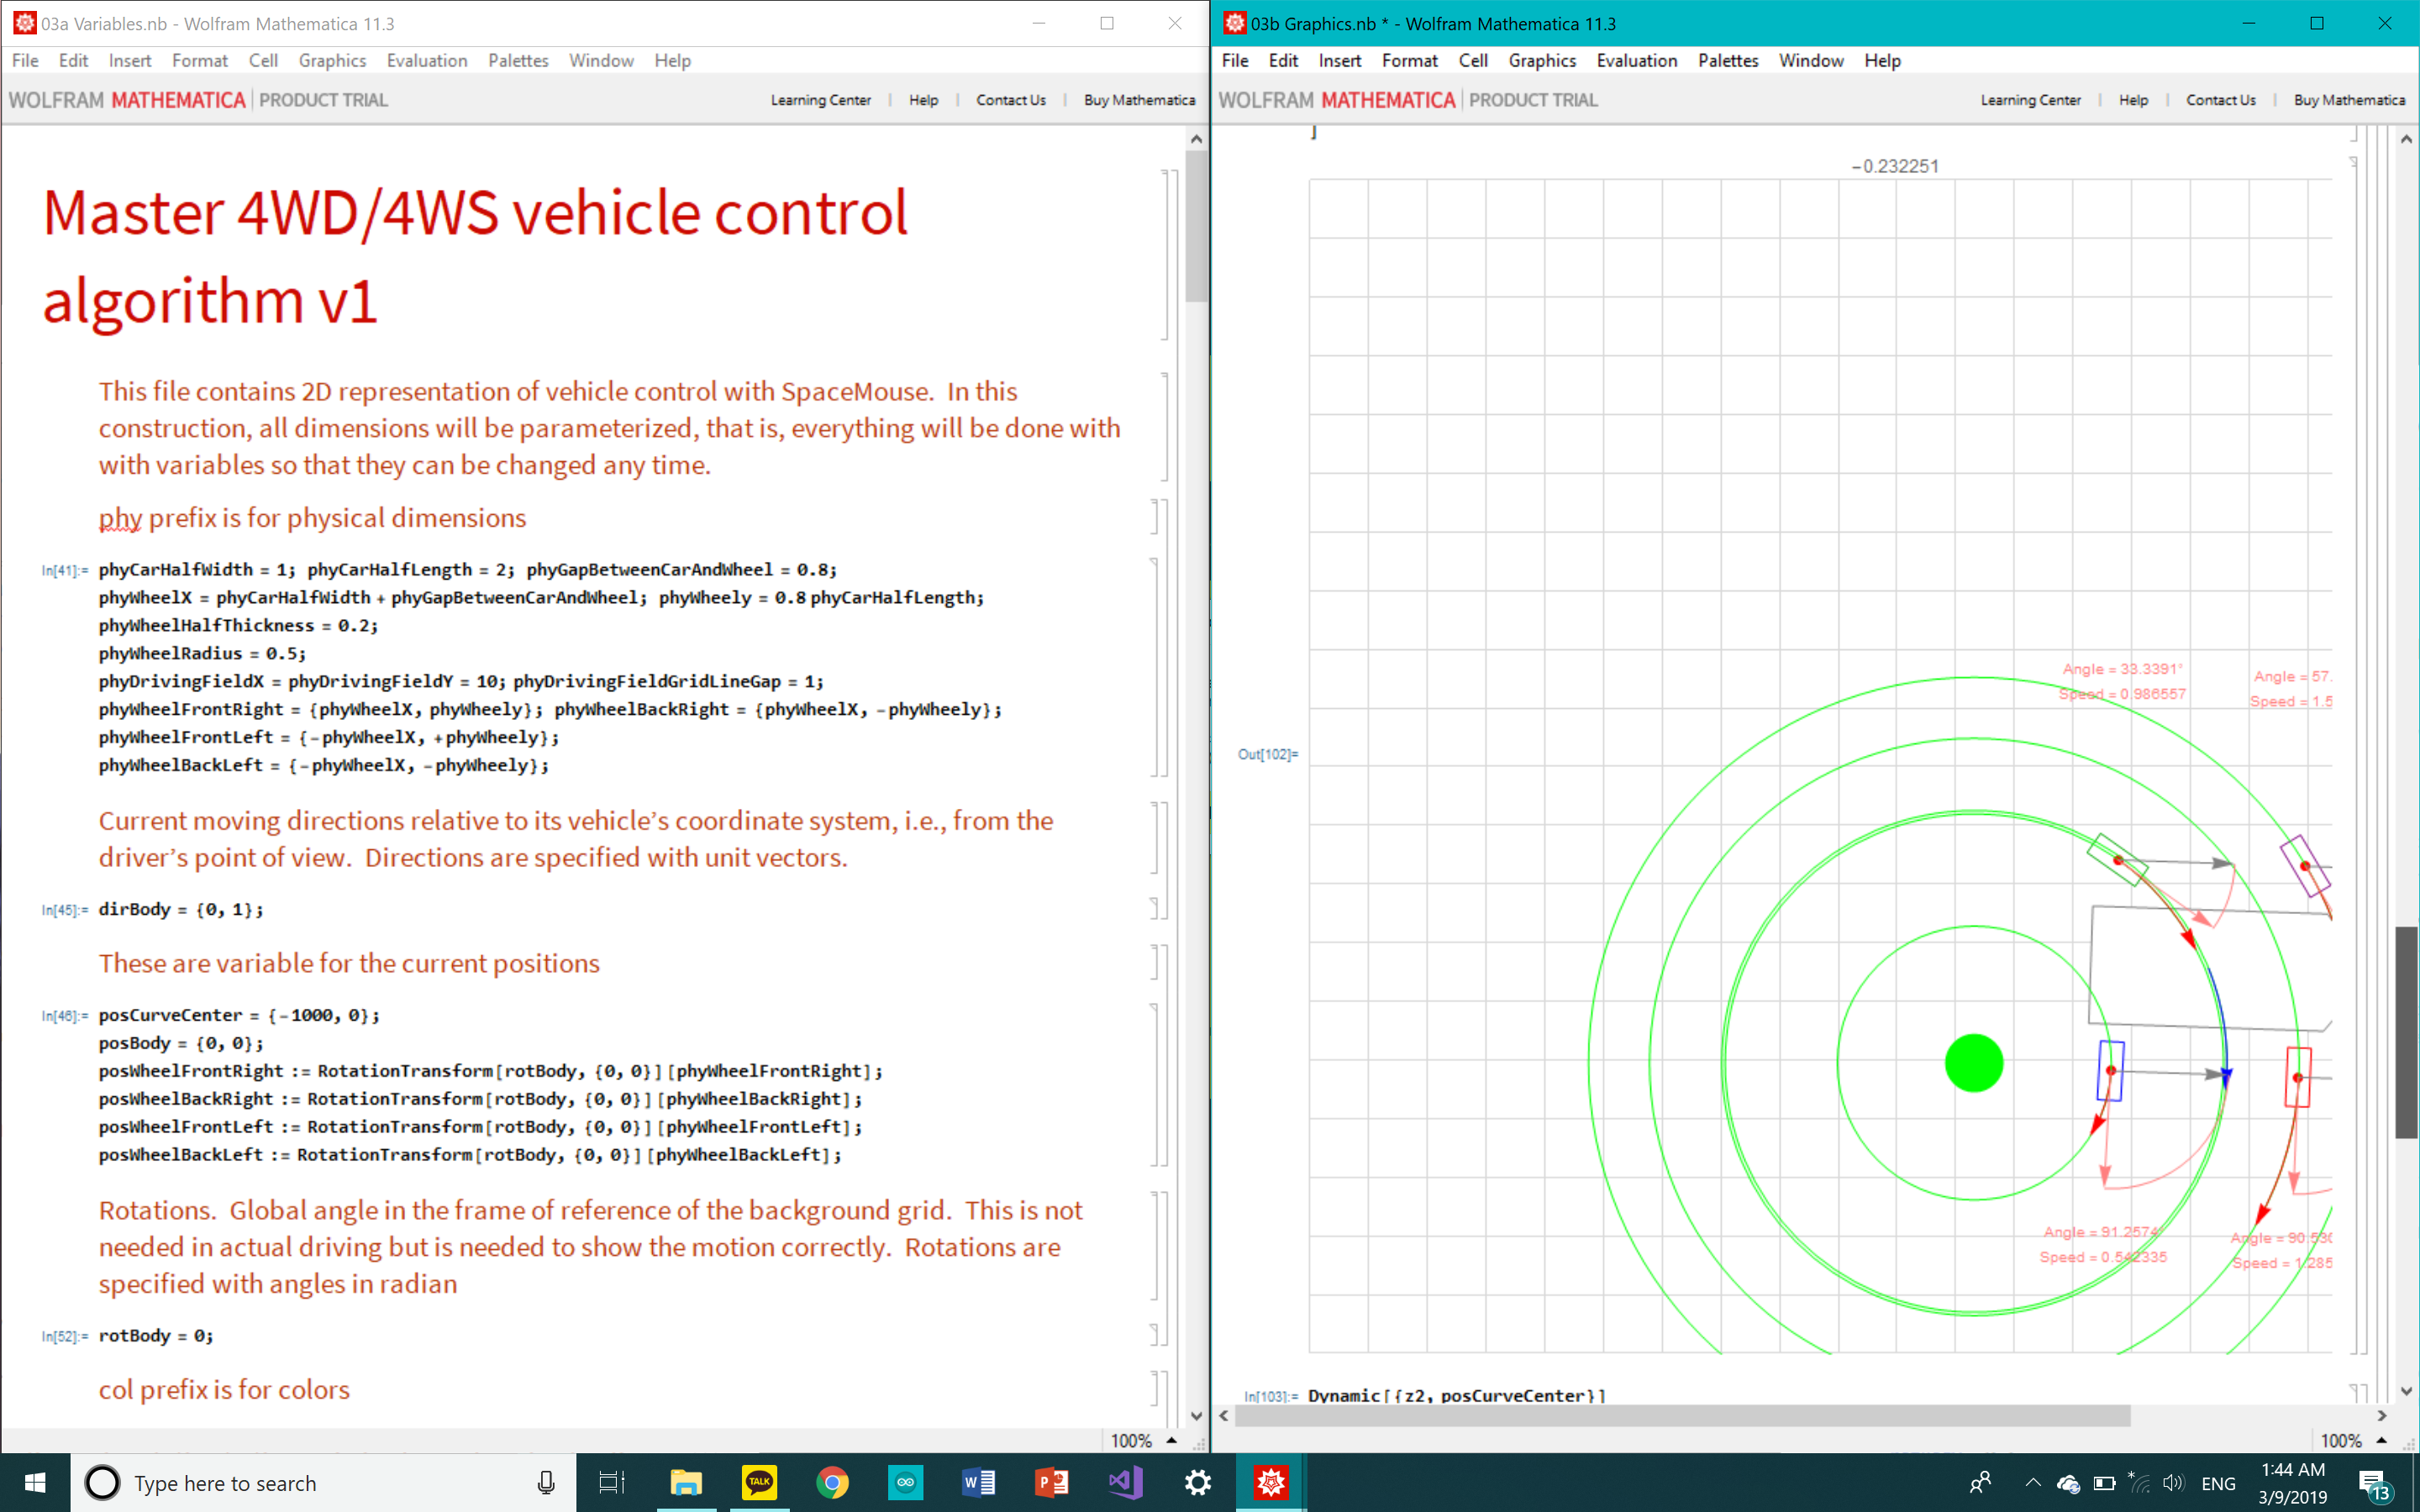 03a Variables.nb - Wolfram Mathematica 11.3
File Edit Insert Format Cell Graphics Evaluation Palettes Window Help
WOLFRAM MATHEMATICA PRODUCT TRIAL Learning Center Help Contact Us Buy Mathematica
Master 4WD/4WS vehicle control
algorithm v1
This file contains 2D representation of vehicle control with SpaceMouse. In this
construction, all dimensions will be parameterized, that is, everything will be done with
with variables so that they can be changed any time.
phy prefix is for physical dimensions
In[41]:= phyCarHalfWidth = 1; phyCarHalfLength = 2; phyGapBetweenCarAndWheel = 0.8;
phyWheelX = phyCarHalfWidth + phyGapBetweenCarAndWheel; phyWheely = 0.8 phyCarHalfLength;
phyWheelHalfThickness = 0.2;
phyWheelRadius = 0.5;
phyDrivingFieldX = phyDrivingFieldY = 10; phyDrivingFieldGridLineGap = 1;
phyWheelFrontRight = {phyWheelX, phyWheely}; phyWheelBackRight = {phyWheelX, -phyWheely};
phyWheelFrontLeft = {-phyWheelX, +phyWheely};
phyWheelBackLeft = {-phyWheelX, -phyWheely};
Current moving directions relative to its vehicle's coordinate system, i.e., from the
driver's point of view. Directions are specified with unit vectors.
In[45]:= dirBody = {0, 1};
These are variable for the current positions
In[46]:= posCurveCenter = {-1000, 0};
posBody = {0, 0};
posWheelFrontRight := RotationTransform[rotBody, {0, 0}][phyWheelFrontRight];
posWheelBackRight := RotationTransform[rotBody, {0, 0}][phyWheelBackRight];
posWheelFrontLeft := RotationTransform[rotBody, {0, 0}][phyWheelFrontLeft];
posWheelBackLeft := RotationTransform[rotBody, {0, 0}][phyWheelBackLeft];
Rotations. Global angle in the frame of reference of the background grid. This is not
needed in actual driving but is needed to show the motion correctly. Rotations are
specified with angles in radian
In[52]:= rotBody = 0;
col prefix is for colors
100%
03b Graphics.nb * - Wolfram Mathematica 11.3
File Edit Insert Format Cell Graphics Evaluation Palettes Window Help
WOLFRAM MATHEMATICA PRODUCT TRIAL Learning Center Help Contact Us Buy Mathematica
]
-0.232251
Angle = 33.3391°
Speed = 0.986557
Angle = 57.
Speed = 1.5
Out[102]=
Angle = 91.2574°
Speed = 0.542335
Angle = 90.530
Speed = 1.285
In[103]:= Dynamic[{z2, posCurveCenter}]
100%
Type here to search
TALK
ENG
1:44 AM
3/9/2019
13